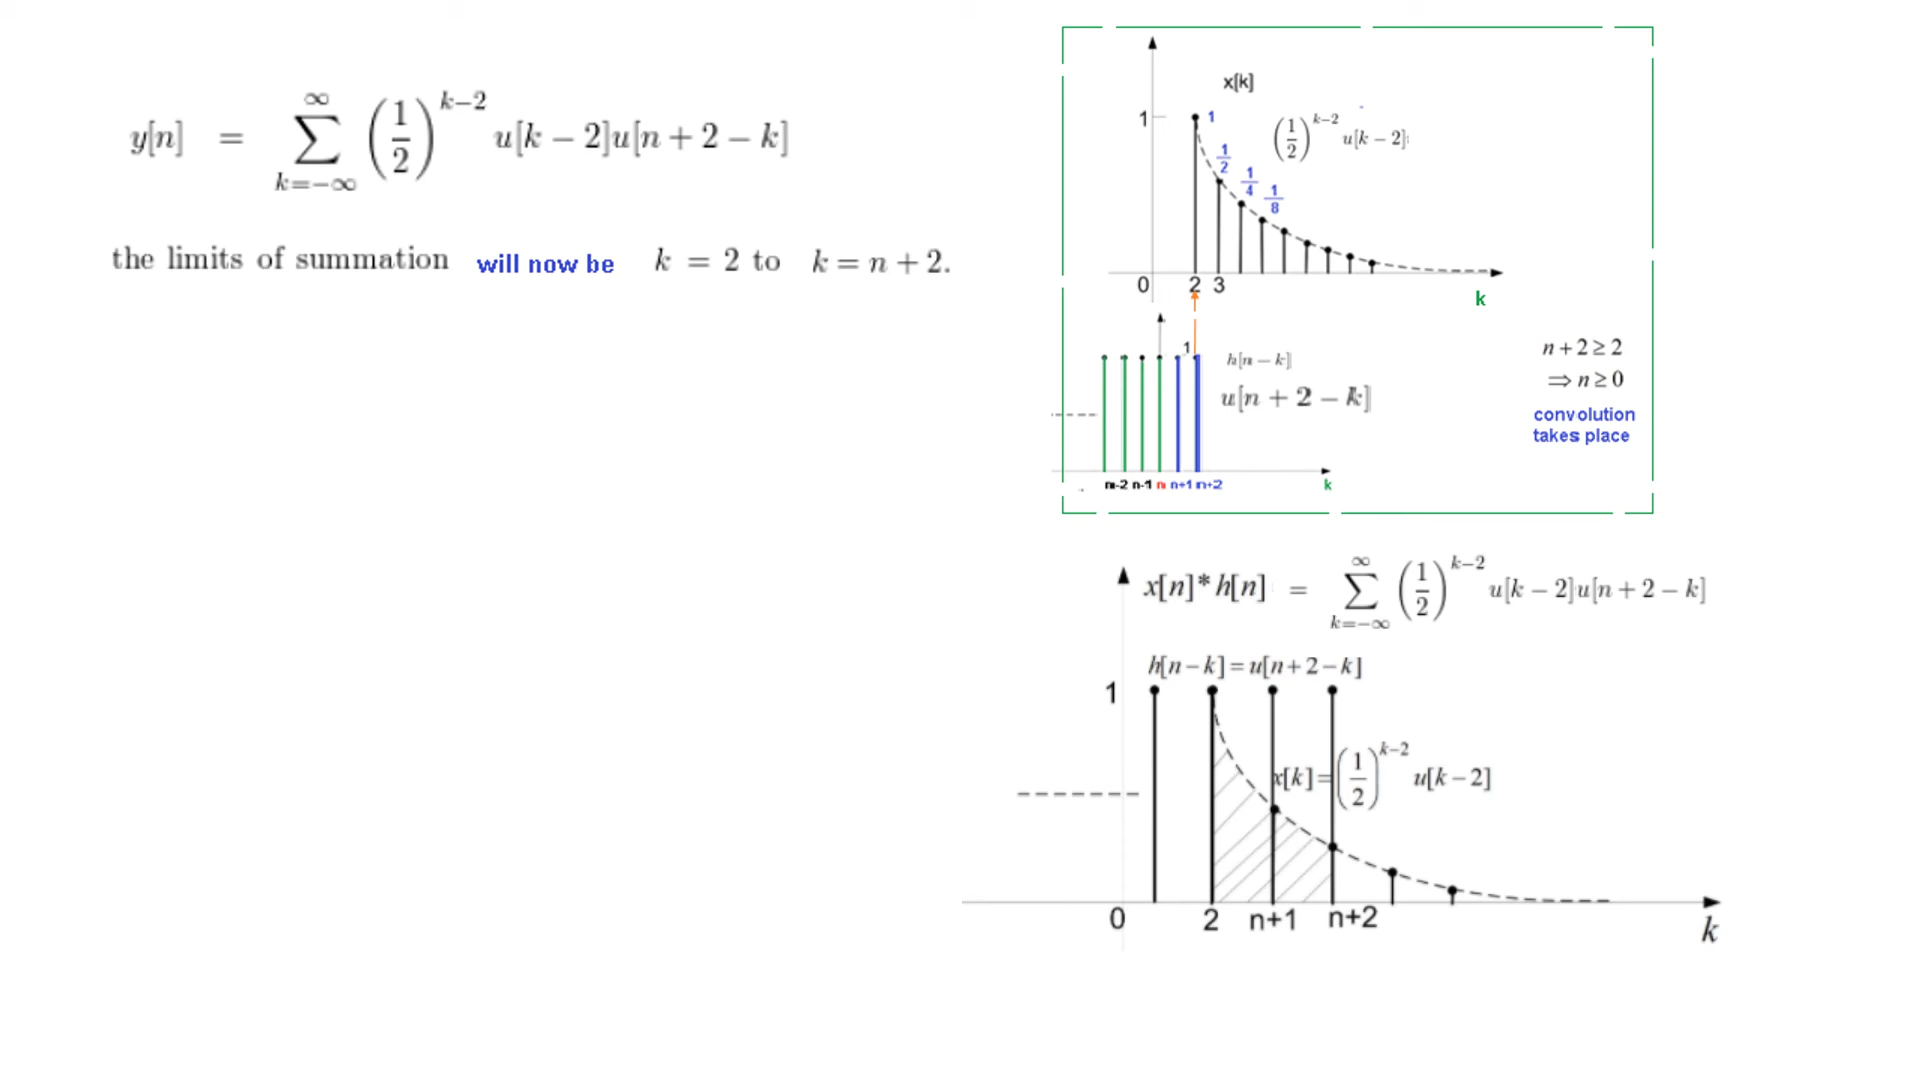 y[n] = ∑_{k=−∞}^{∞} (1/2)^{k−2} u[k − 2]u[n + 2 − k]
the limits of summation will now be k = 2 to k = n + 2.
x[k]
1
1
(1/2)^{k−2} u[k − 2]
1/2
1/4
1/8
0 2 3
k
1
h[n − k]
u[n + 2 − k]
n-2 n-1 n n+1 n+2
k
n + 2 ≥ 2
⇒ n ≥ 0
convolution
takes place
x[n] * h[n] = ∑_{k=−∞}^{∞} (1/2)^{k−2} u[k − 2]u[n + 2 − k]
h[n − k] = u[n + 2 − k]
1
x[k] = (1/2)^{k−2} u[k − 2]
0 2 n+1 n+2
k